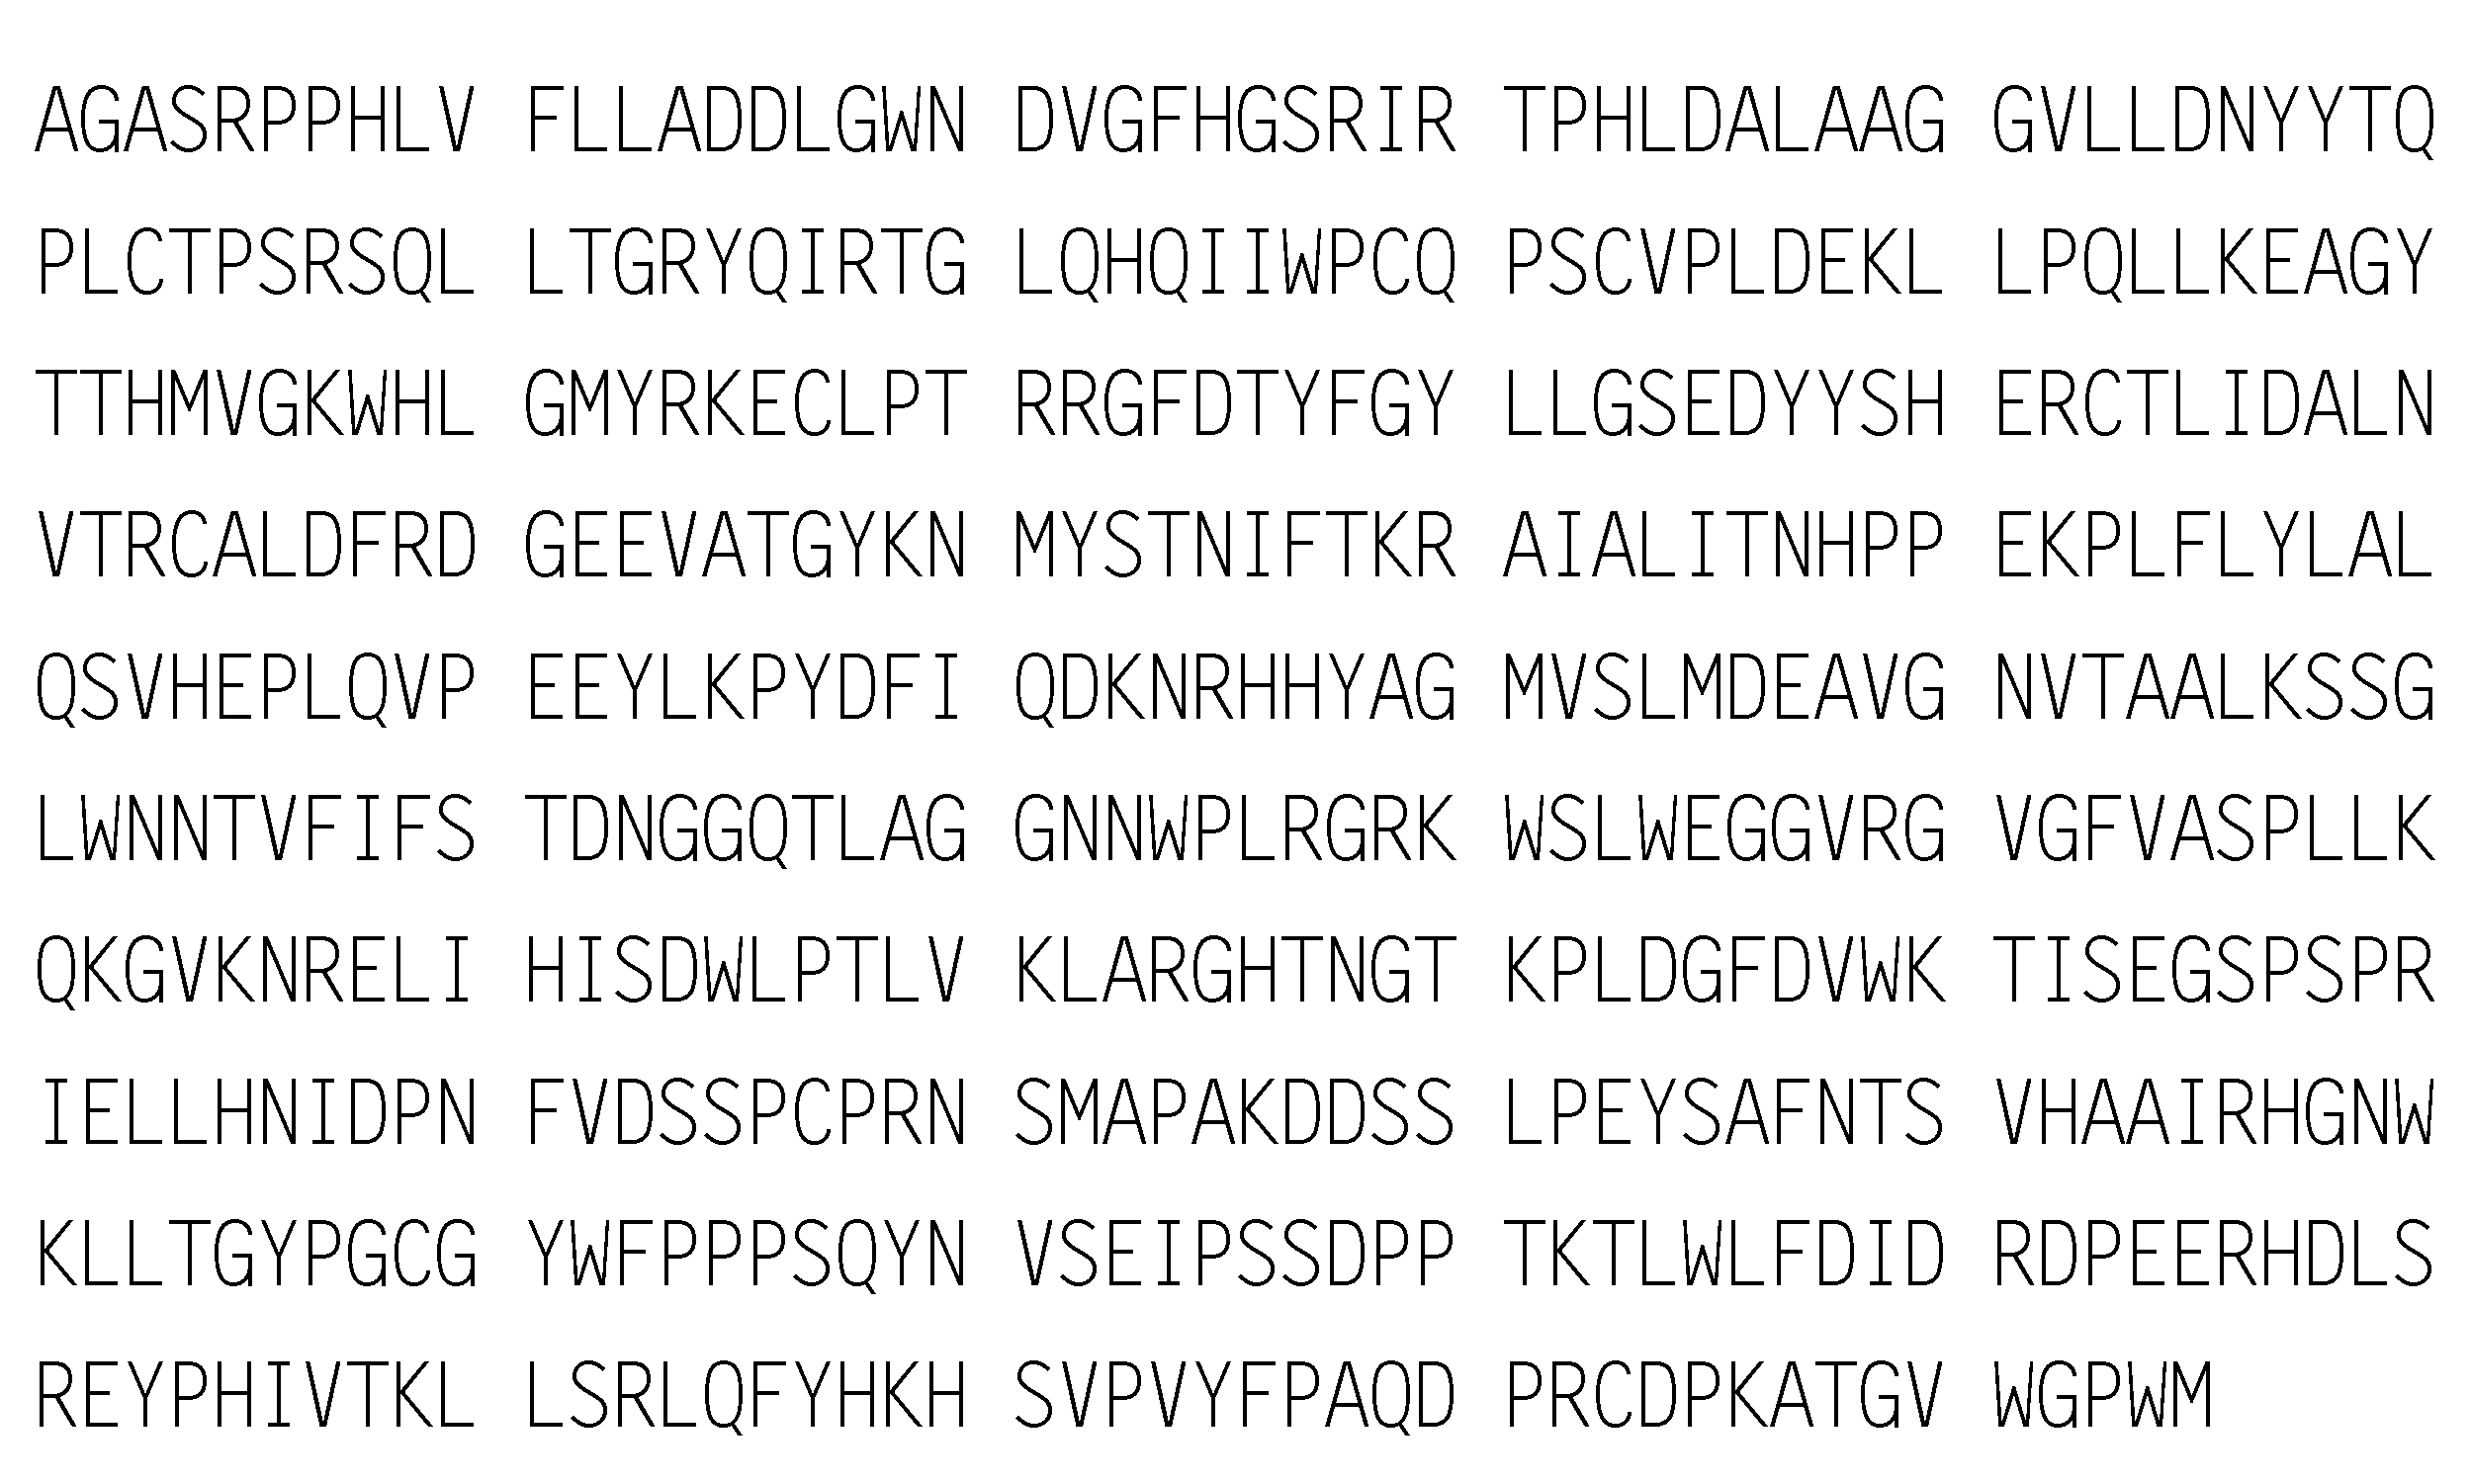 AGASRPPHLV FLLADDLGWN DVGFHGSRIR TPHLDALAAG GVLLDNYYTQ
PLCTPSRSQL LTGRYQIRTG LQHQIIWPCQ PSCVPLDEKL LPQLLKEAGY
TTHMVGKWHL GMYRKECLPT RRGFDTYFGY LLGSEDYYSH ERCTLIDALN
VTRCALDFRD GEEVATGYKN MYSTNIFTKR AIALITNHPP EKPLFLYLAL
QSVHEPLQVP EEYLKPYDFI QDKNRHHYAG MVSLMDEAVG NVTAALKSSG
LWNNTVFIFS TDNGGQTLAG GNNWPLRGRK WSLWEGGVRG VGFVASPLLK
QKGVKNRELI HISDWLPTLV KLARGHTNGT KPLDGFDVWK TISEGSPSPR
IELLHNIDPN FVDSSPCPRN SMAPAKDDSS LPEYSAFNTS VHAAIRHGNW
KLLTGYPGCG YWFPPPSQYN VSEIPSSDPP TKTLWLFDID RDPEERHDLS
REYPHIVTKL LSRLQFYHKH SVPVYFPAQD PRCDPKATGV WGPWM